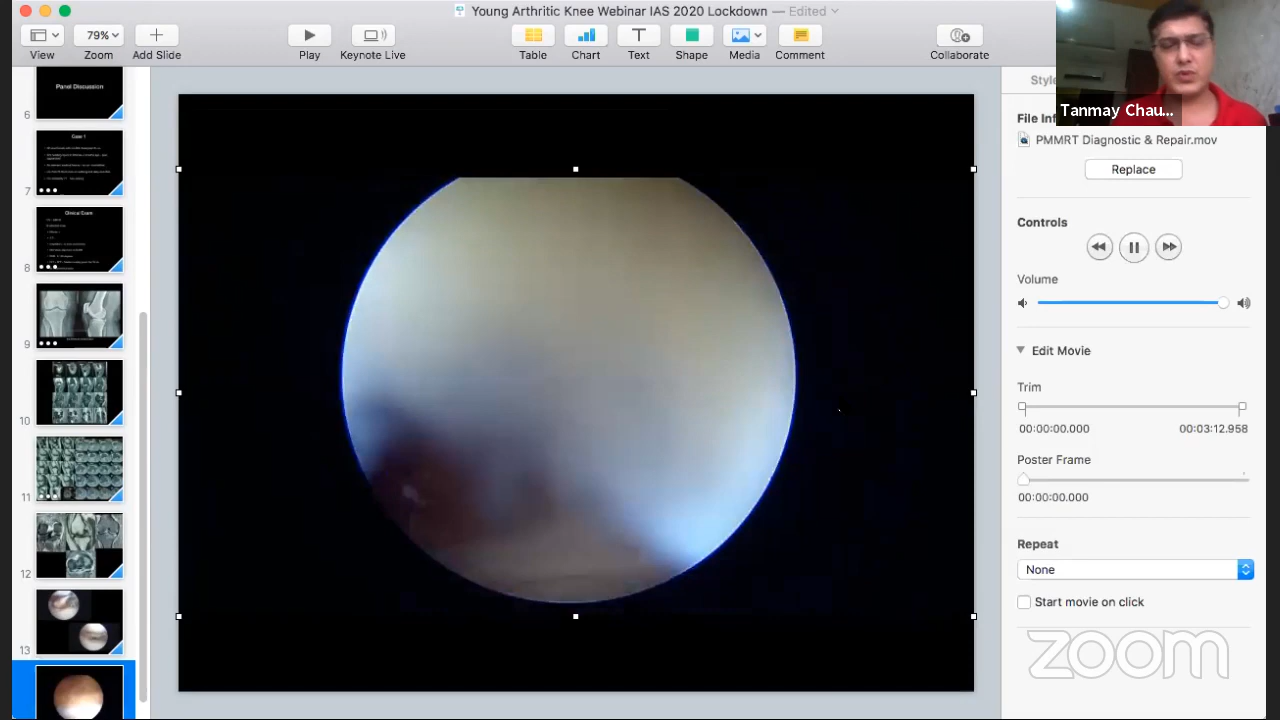 Young Arthritic Knee Webinar IAS 2020 Lockdown — Edited
79%
View
Zoom
Add Slide
Play
Keynote Live
Table
Chart
Text
Shape
Media
Comment
Collaborate
Tanmay Chau...
Style
File Inf
PMMRT Diagnostic & Repair.mov
Replace
Controls
Volume
Edit Movie
Trim
00:00:00.000
00:03:12.958
Poster Frame
00:00:00.000
Repeat
None
Start movie on click
zoom
Panel Discussion
6
Case 1
7
Clinical Exam
8
9
10
11
12
13